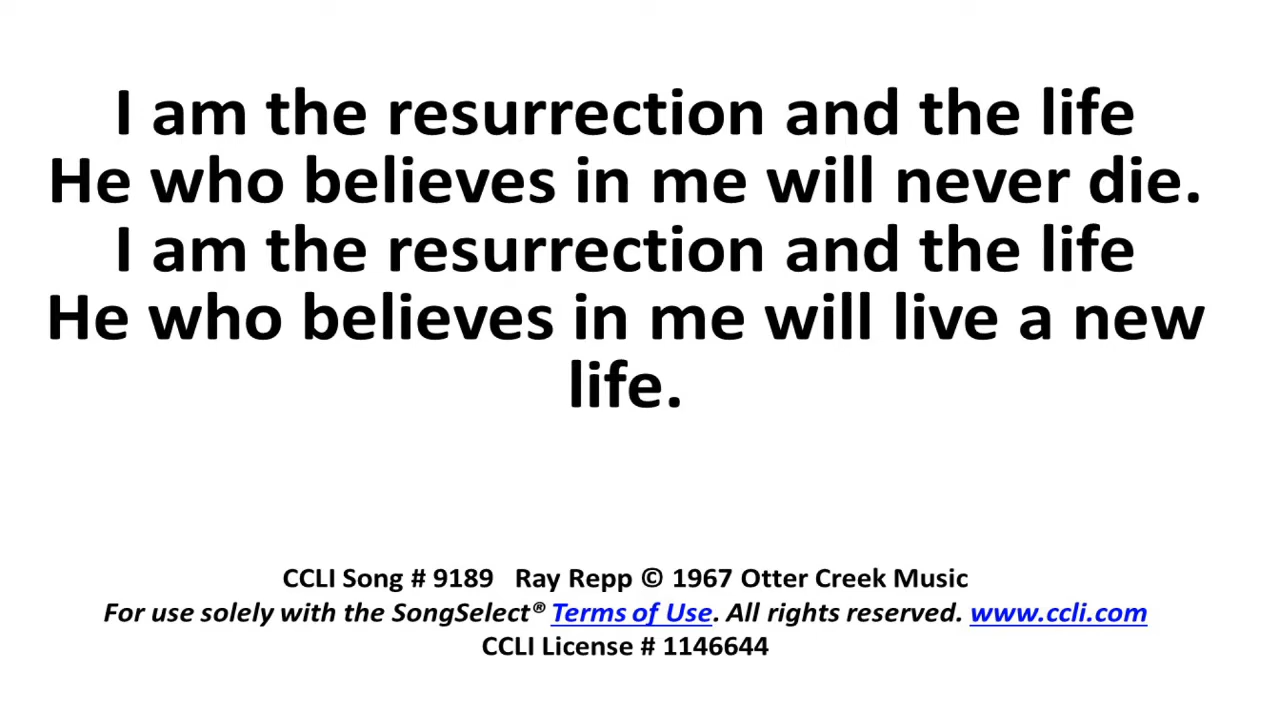 I am the resurrection and the life
He who believes in me will never die.
I am the resurrection and the life
He who believes in me will live a new
life.
CCLI Song # 9189   Ray Repp © 1967 Otter Creek Music
For use solely with the SongSelect® Terms of Use. All rights reserved. www.ccli.com
CCLI License # 1146644